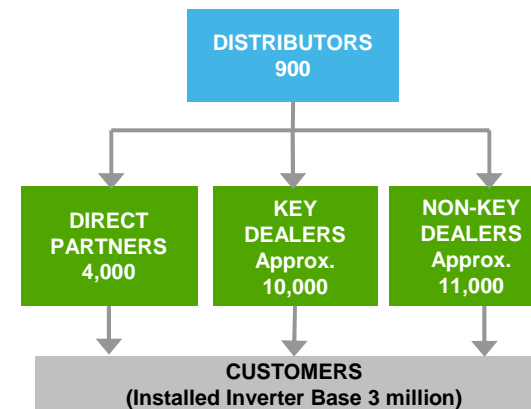 DISTRIBUTORS
900
DIRECT
PARTNERS
4,000
KEY
DEALERS
Approx.
10,000
NON-KEY
DEALERS
Approx.
11,000
CUSTOMERS
(Installed Inverter Base 3 million)